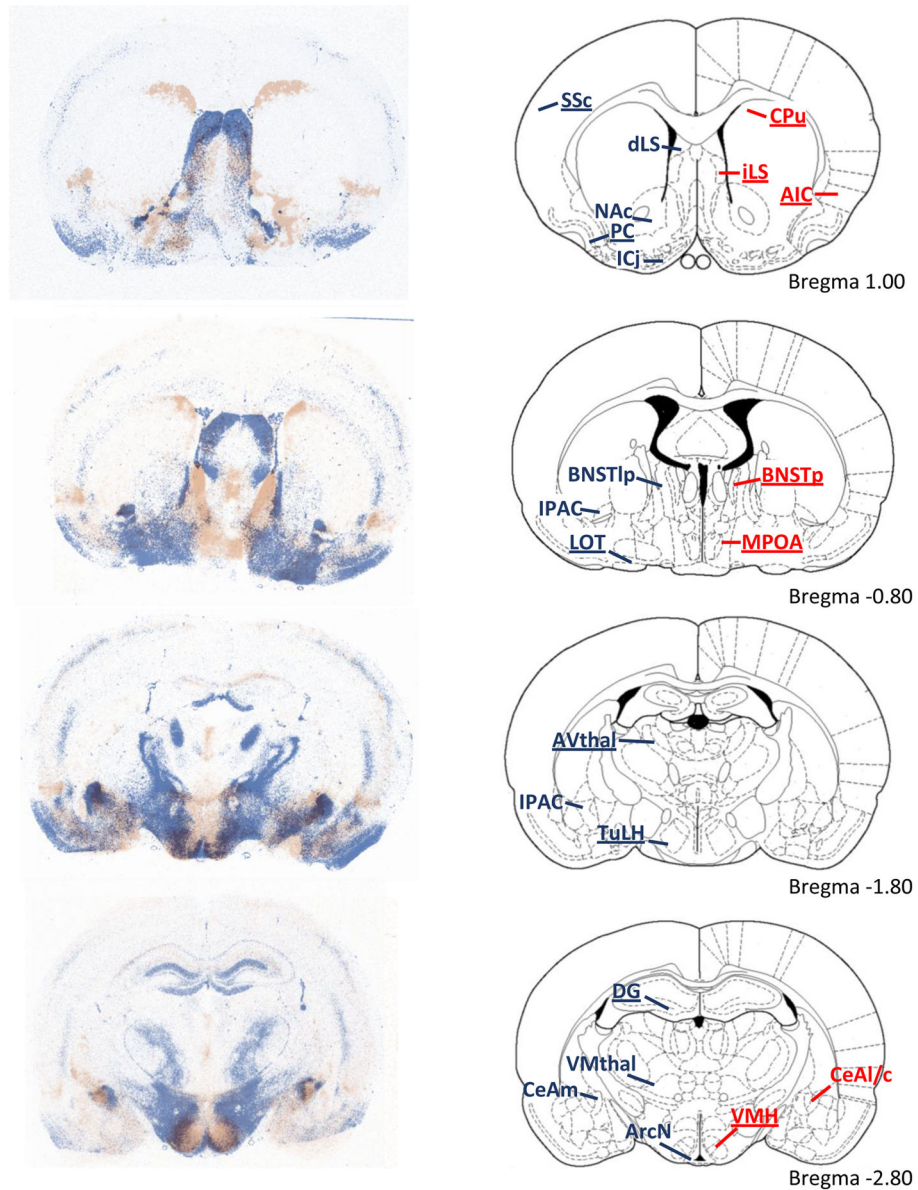 SSc
CPu
dLS
iLS
AIC
NAc
PC
ICj
Bregma 1.00
BNSTlp
BNSTp
IPAC
LOT
MPOA
Bregma -0.80
AVthal
IPAC
TuLH
Bregma -1.80
DG
VMthal
CeAm
CeAl/c
VMH
ArcN
Bregma -2.80